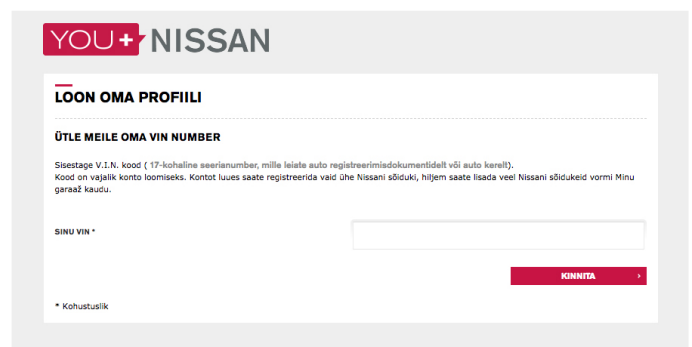 YOU+ NISSAN
LOON OMA PROFIILI
ÜTLE MEILE OMA VIN NUMBER
Sisestage V.I.N. kood ( 17-kohaline seerianumber, mille leiate auto registreerimisdokumentidelt või auto kerelt).
Kood on vajalik konto loomiseks. Kontot luues saate registreerida vaid ühe Nissani sõiduki, hiljem saate lisada veel Nissani sõidukeid vormi Minu
garaaž kaudu.
SINU VIN *
KINNITA ›
* Kohustuslik